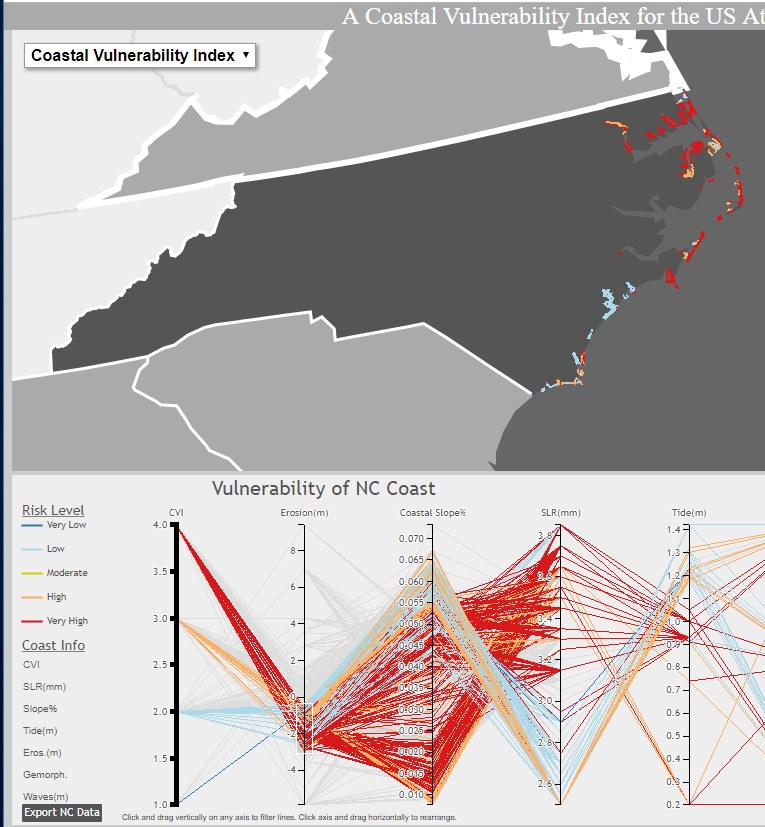 A Coastal Vulnerability Index for the US At
Coastal Vulnerability Index
Vulnerability of NC Coast
Risk Level
Very Low
Low
Moderate
High
Very High
Coast Info
CVI
SLR(mm)
Slope%
Tide(m)
Eros.(m)
Gemorph.
Waves(m)
Export NC Data
CVI
4.0
3.5
3.0
2.5
2.0
1.5
1.0
Erosion(m)
8
6
4
2
0
-2
-4
Coastal Slope%
0.070
0.065
0.060
0.055
0.050
0.045
0.040
0.035
0.030
0.025
0.020
0.015
0.010
SLR(mm)
3.8
3.6
3.4
3.2
3.0
2.8
2.6
Tide(m)
1.4
1.3
1.2
1.1
1.0
0.9
0.8
0.7
0.6
0.5
0.4
0.3
0.2
Click and drag vertically on any axis to filter lines. Click axis and drag horizontally to rearrange.